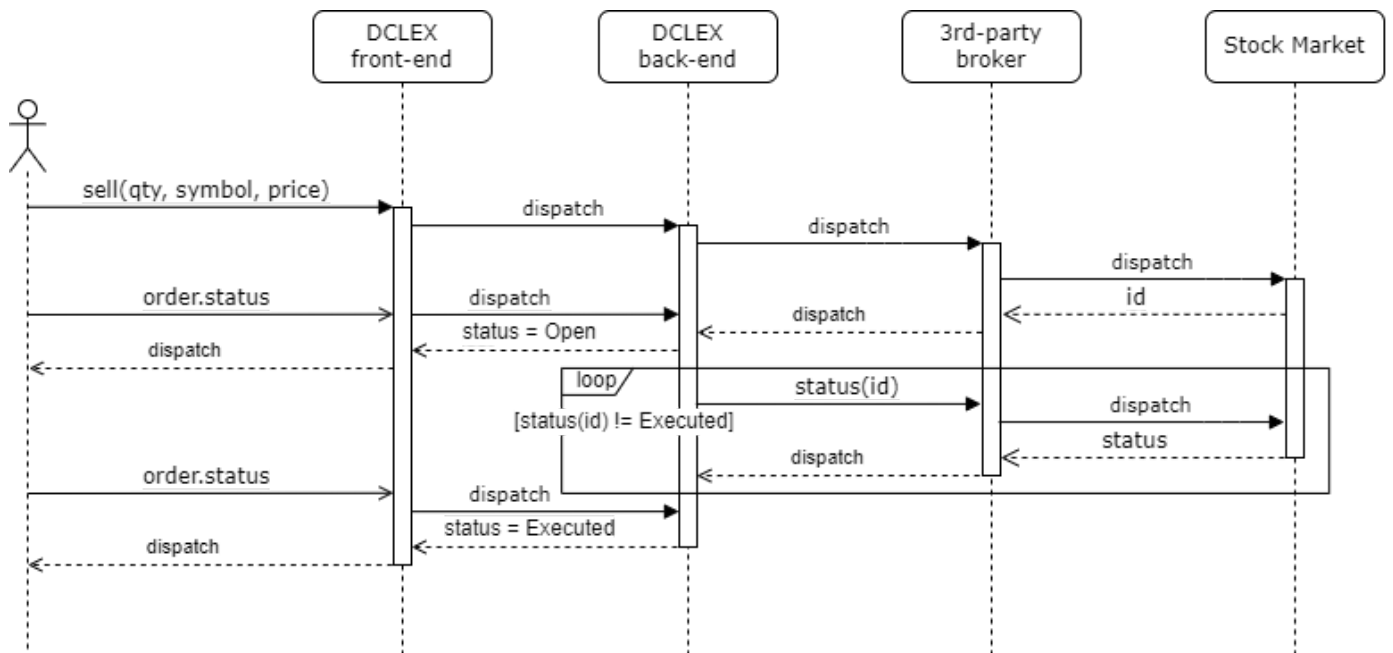 DCLEX
front-end
DCLEX
back-end
3rd-party
broker
Stock Market
sell(qty, symbol, price)
dispatch
dispatch
dispatch
order.status
dispatch
id
dispatch
status = Open
dispatch
loop
status(id)
[status(id) != Executed]
dispatch
status
dispatch
order.status
dispatch
status = Executed
dispatch